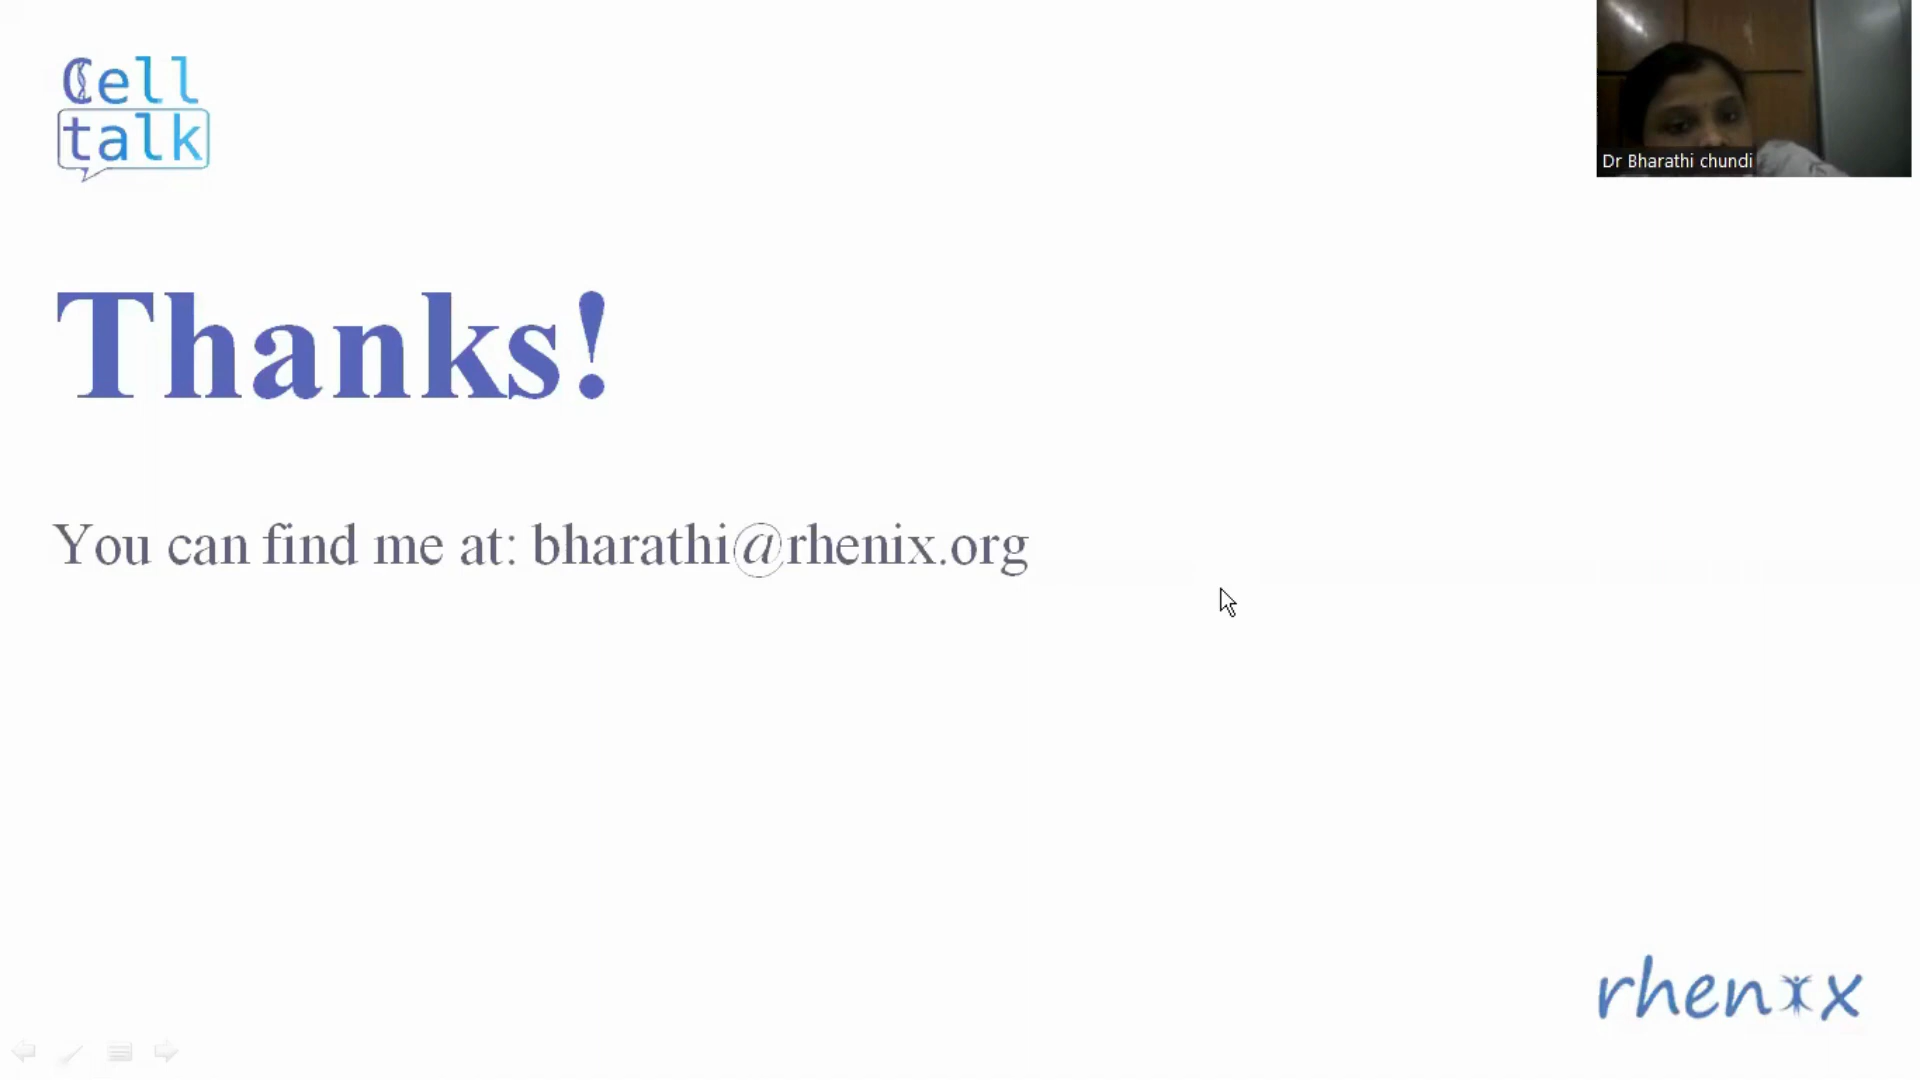 Cell
talk
Dr Bharathi chundi
Thanks!
You can find me at: bharathi@rhenix.org
rhenix